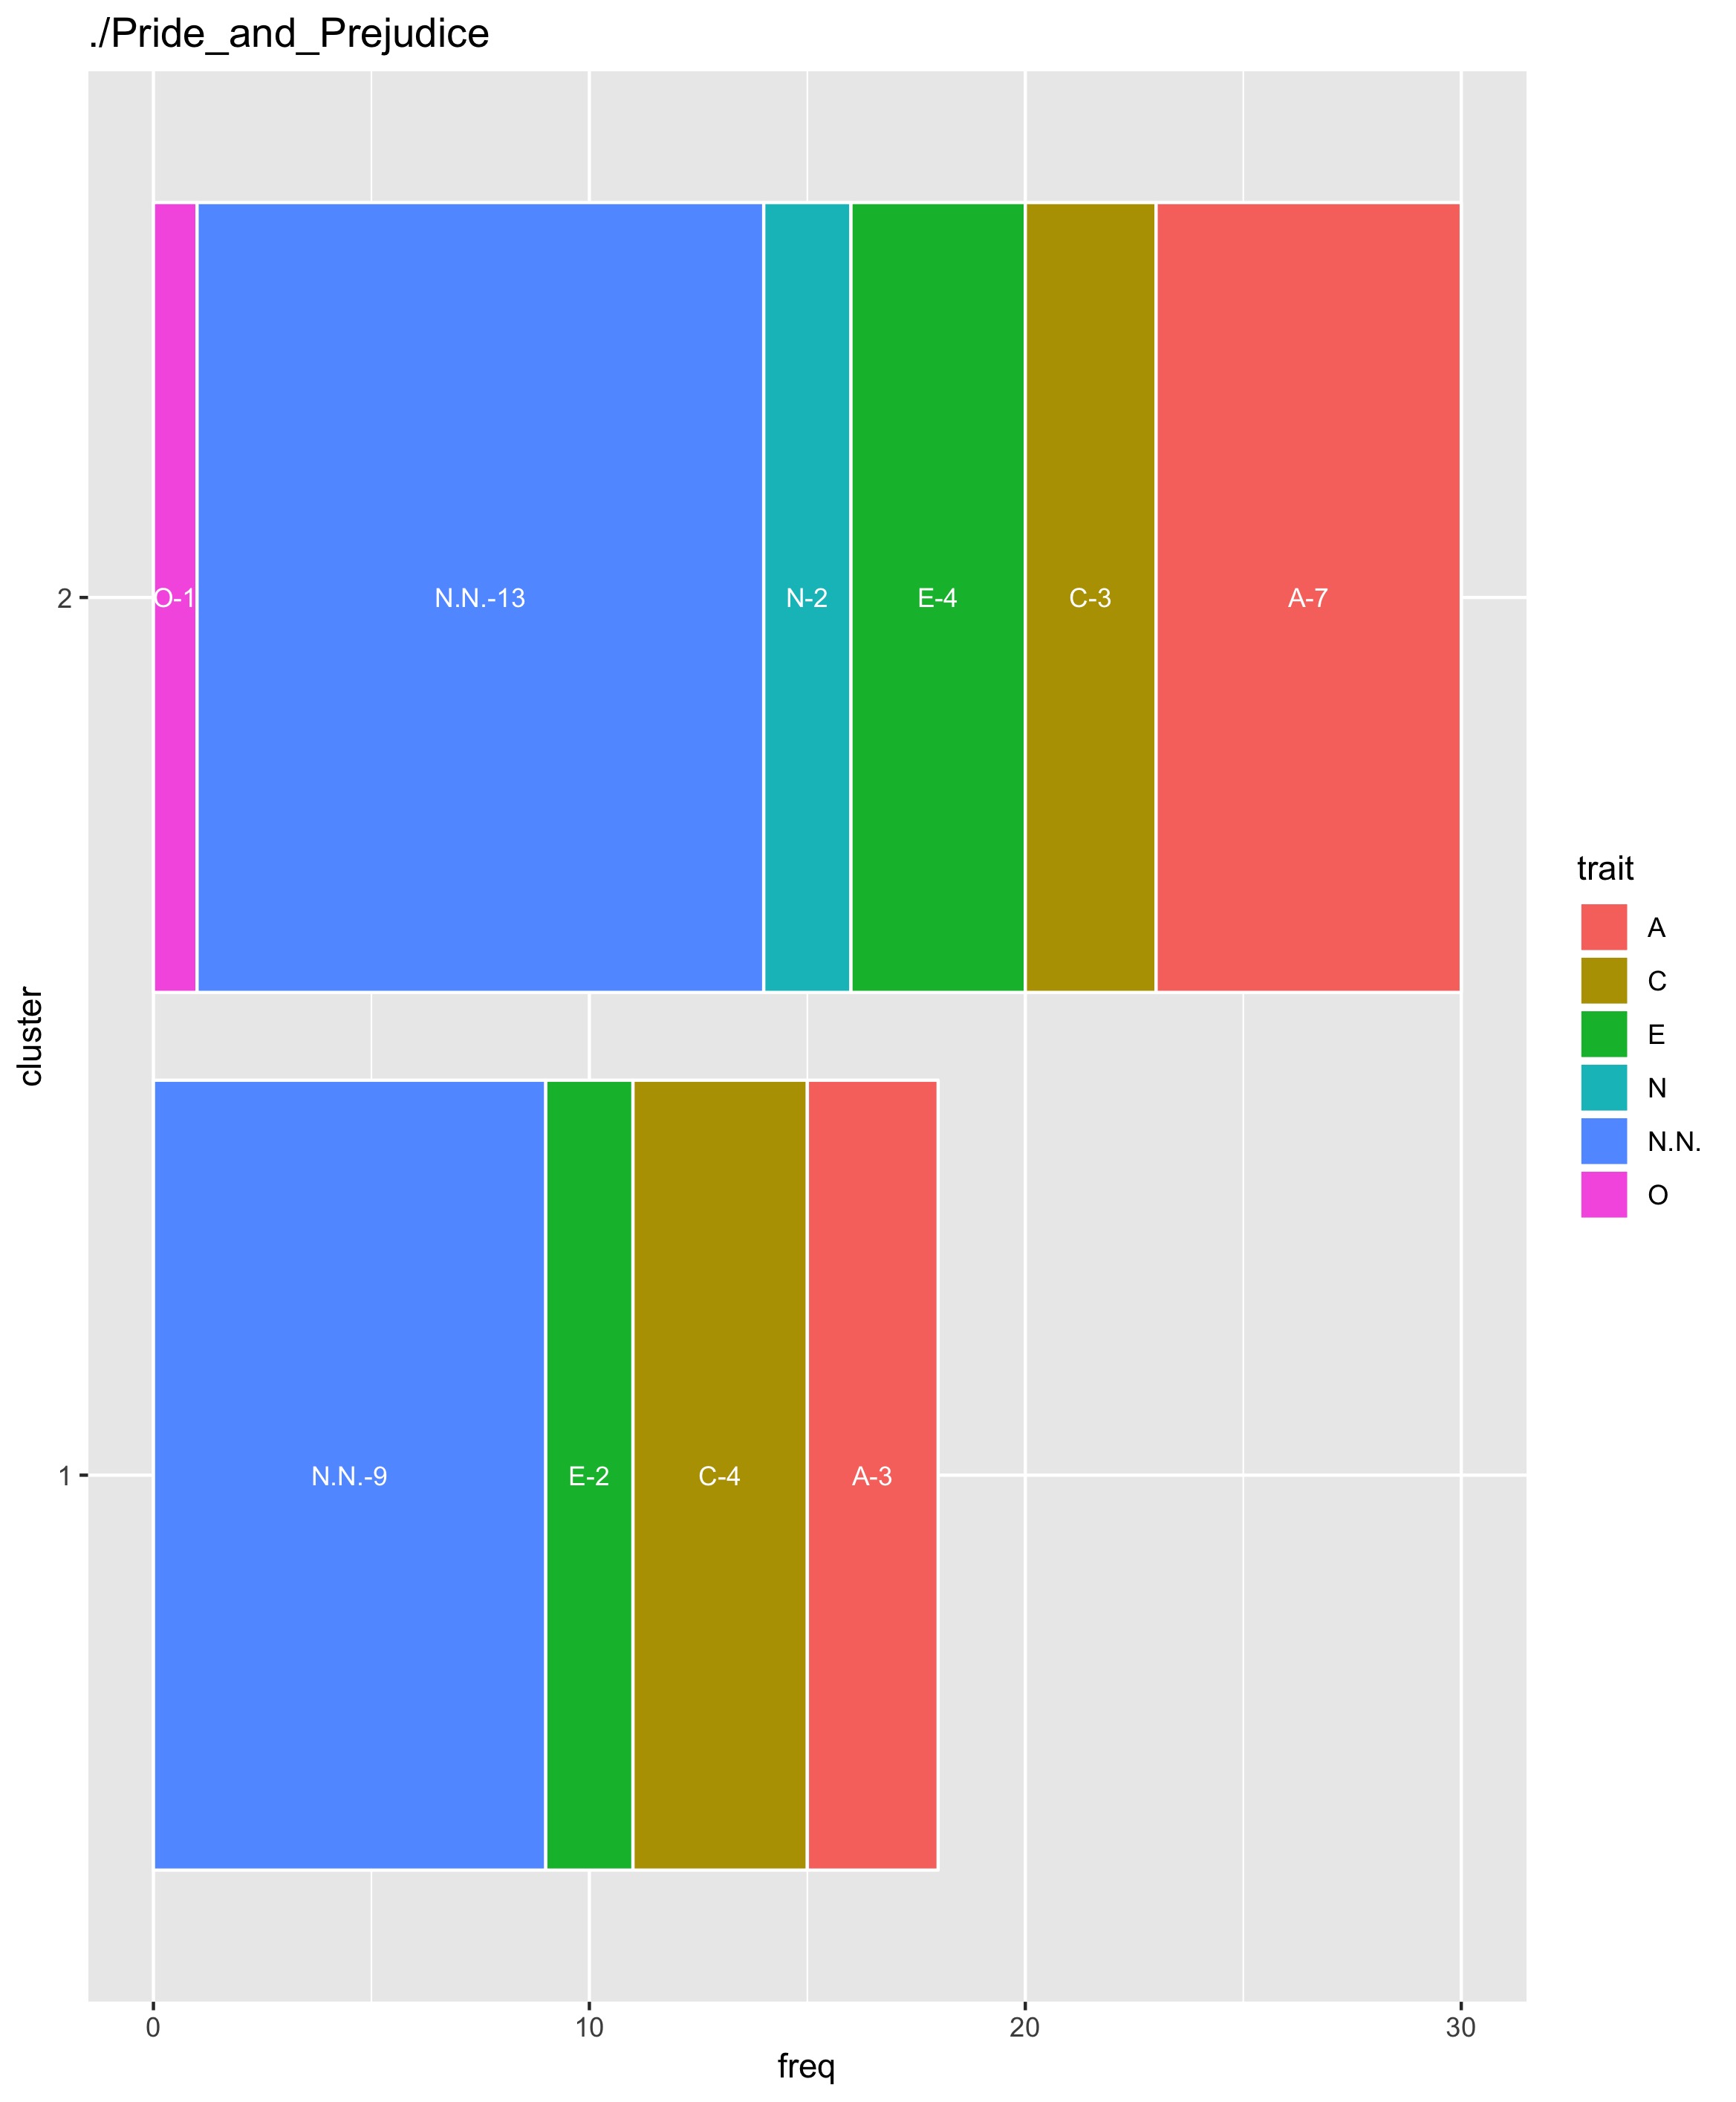 ./Pride_and_Prejudice
2
O-1 N.N.-13 N-2 E-4 C-3 A-7
cluster
1
N.N.-9 E-2 C-4 A-3
0 10 20 30
freq
trait
A
C
E
N
N.N.
O